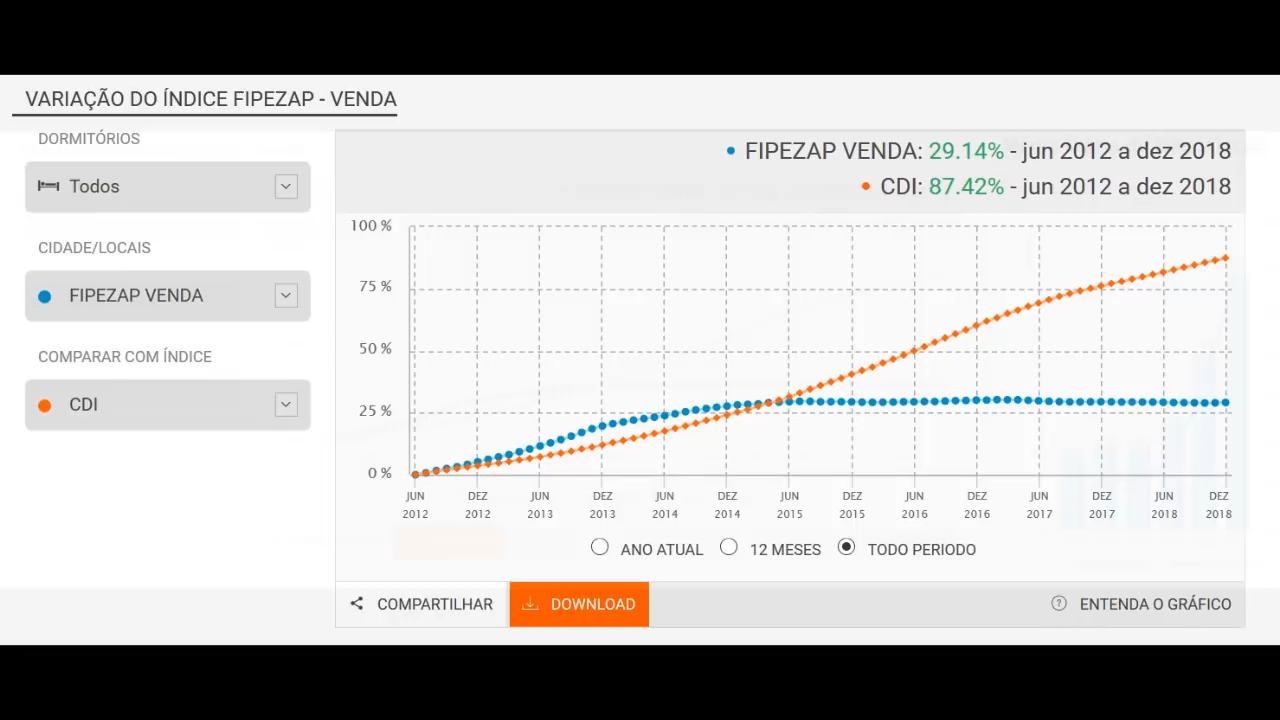 VARIAÇÃO DO ÍNDICE FIPEZAP - VENDA
DORMITÓRIOS
Todos
CIDADE/LOCAIS
FIPEZAP VENDA
COMPARAR COM ÍNDICE
CDI
FIPEZAP VENDA: 29.14% - jun 2012 a dez 2018
CDI: 87.42% - jun 2012 a dez 2018
100 %
75 %
50 %
25 %
0 %
JUN DEZ JUN DEZ JUN DEZ JUN DEZ JUN DEZ JUN DEZ JUN DEZ
2012 2012 2013 2013 2014 2014 2015 2015 2016 2016 2017 2017 2018 2018
ANO ATUAL 12 MESES TODO PERIODO
COMPARTILHAR DOWNLOAD ? ENTENDA O GRÁFICO